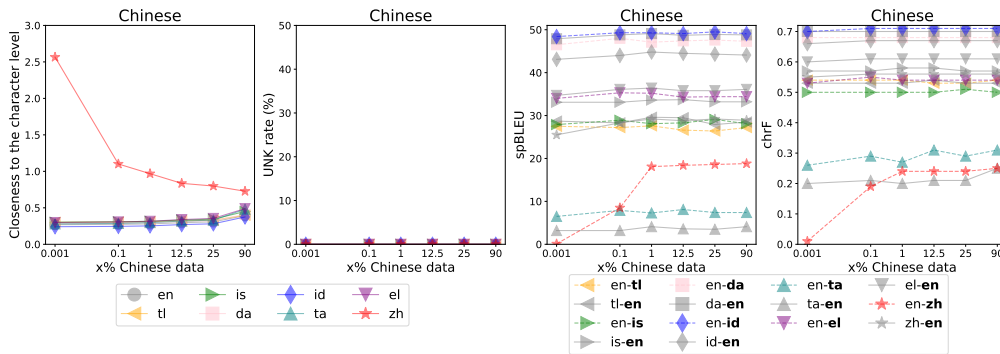 Chinese
Closeness to the character level
3.0
2.5
2.0
1.5
1.0
0.5
0.0
0.001 0.1 1 12.5 25 90
x% Chinese data
Chinese
UNK rate (%)
50
40
30
20
10
0
0.001 0.1 1 12.5 25 90
x% Chinese data
Chinese
spBLEU
50
40
30
20
10
0
0.001 0.1 1 12.5 25 90
x% Chinese data
Chinese
chrF
0.7
0.6
0.5
0.4
0.3
0.2
0.1
0.0
0.001 0.1 1 12.5 25 90
x% Chinese data
en is id el
tl da ta zh
en-tl en-da en-ta el-en
tl-en da-en ta-en en-zh
en-is en-id en-el zh-en
is-en id-en